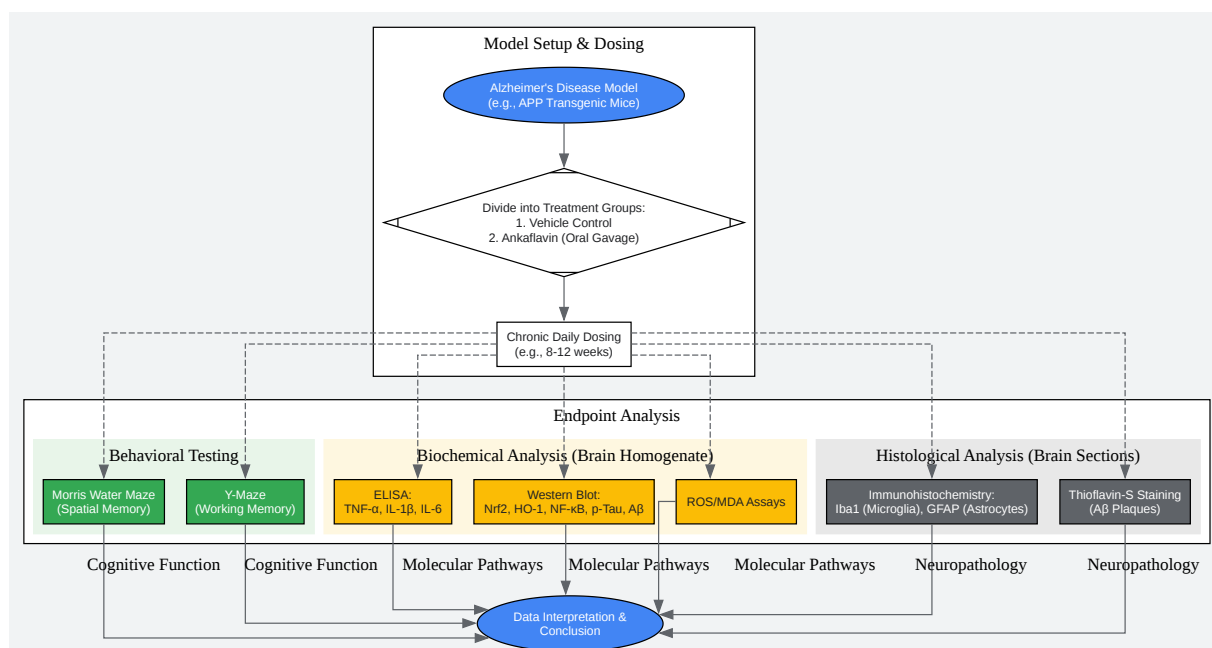 Model Setup & Dosing
Alzheimer's Disease Model
(e.g., APP Transgenic Mice)
Divide into Treatment Groups:
1. Vehicle Control
2. Ankaflavin (Oral Gavage)
Chronic Daily Dosing
(e.g., 8-12 weeks)
Endpoint Analysis
Behavioral Testing
Morris Water Maze
(Spatial Memory)
Y-Maze
(Working Memory)
Biochemical Analysis (Brain Homogenate)
ELISA:
TNF-α, IL-1β, IL-6
Western Blot:
Nrf2, HO-1, NF-κB, p-Tau, Aβ
ROS/MDA Assays
Histological Analysis (Brain Sections)
Immunohistochemistry:
Iba1 (Microglia), GFAP (Astrocytes)
Thioflavin-S Staining
(Aβ Plaques)
Cognitive Function
Cognitive Function
Molecular Pathways
Molecular Pathways
Molecular Pathways
Neuropathology
Neuropathology
Data Interpretation &
Conclusion